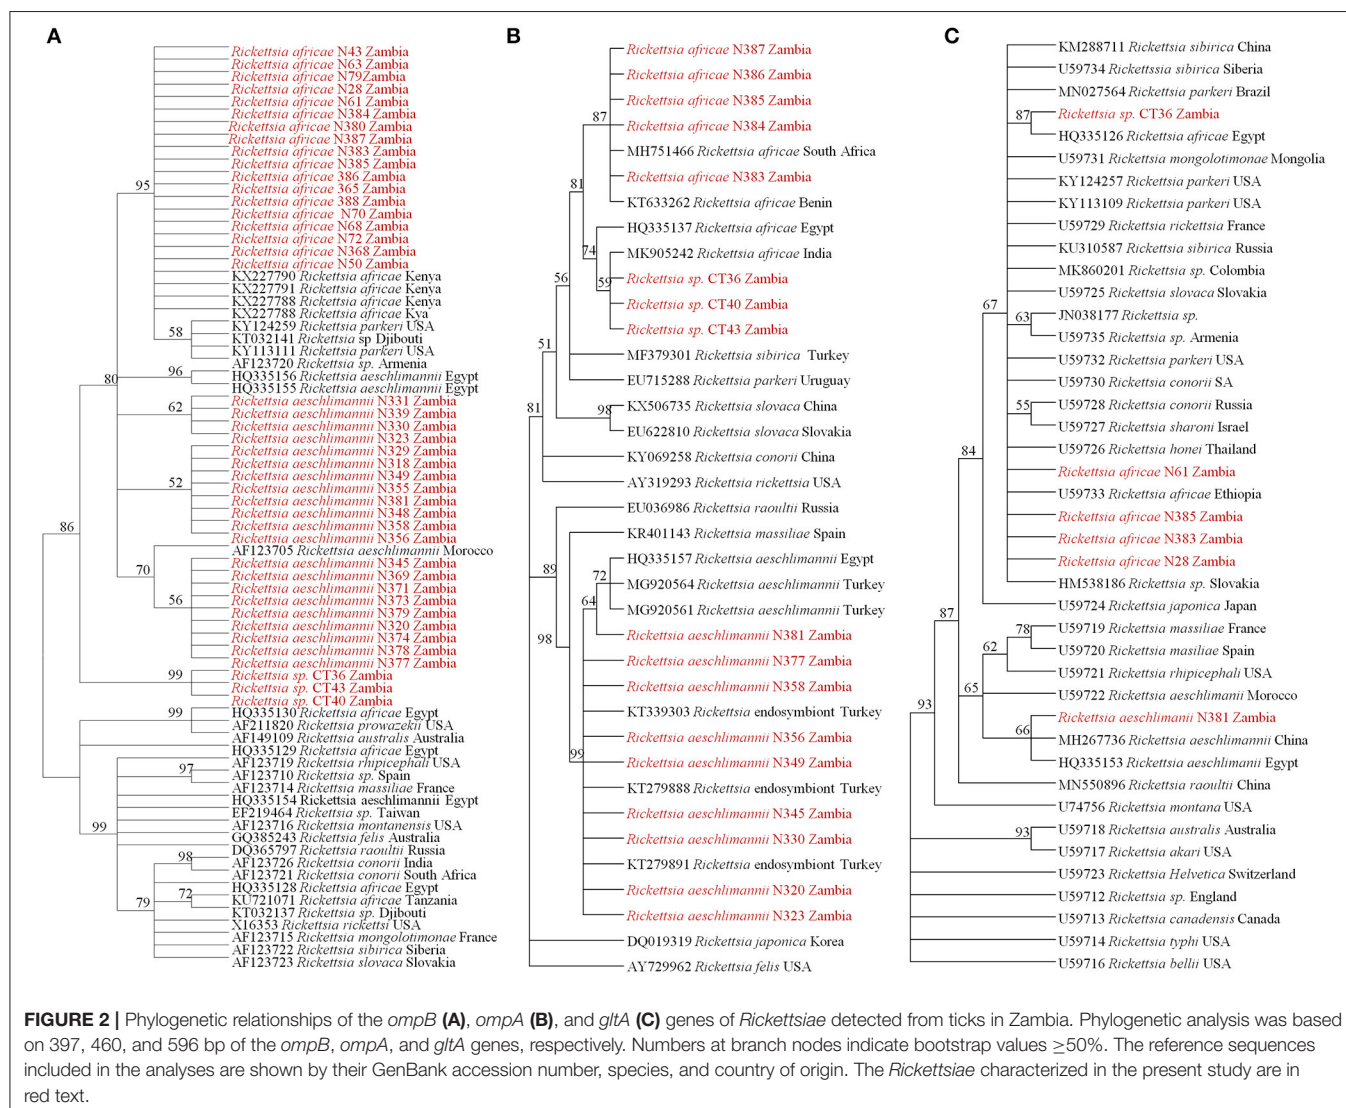 A
Rickettsia africae N43 Zambia
Rickettsia africae N63 Zambia
Rickettsia africae N79Zambia
Rickettsia africae N28 Zambia
Rickettsia africae N61 Zambia
Rickettsia africae N384 Zambia
Rickettsia africae N380 Zambia
Rickettsia africae N387 Zambia
Rickettsia africae N383 Zambia
Rickettsia africae N385 Zambia
Rickettsia africae 386 Zambia
Rickettsia africae 365 Zambia
Rickettsia africae 388 Zambia
Rickettsia africae N70 Zambia
Rickettsia africae N68 Zambia
Rickettsia africae N72 Zambia
Rickettsia africae N368 Zambia
Rickettsia africae N50 Zambia
KX227790 Rickettsia africae Kenya
KX227791 Rickettsia africae Kenya
KX227788 Rickettsia africae Kenya
KX227788 Rickettsia africae Kya
KY124259 Rickettsia parkeri USA
KT032141 Rickettsia sp Djibouti
KY113111 Rickettsia parkeri USA
AF123720 Rickettsia sp. Armenia
HQ335156 Rickettsia aeschlimannii Egypt
HQ335155 Rickettsia aeschlimannii Egypt
Rickettsia aeschlimannii N331 Zambia
Rickettsia aeschlimannii N339 Zambia
Rickettsia aeschlimannii N330 Zambia
Rickettsia aeschlimannii N323 Zambia
Rickettsia aeschlimannii N329 Zambia
Rickettsia aeschlimannii N318 Zambia
Rickettsia aeschlimannii N349 Zambia
Rickettsia aeschlimannii N355 Zambia
Rickettsia aeschlimannii N381 Zambia
Rickettsia aeschlimannii N348 Zambia
Rickettsia aeschlimannii N358 Zambia
Rickettsia aeschlimannii N356 Zambia
AF123705 Rickettsia aeschlimannii Morocco
Rickettsia aeschlimannii N345 Zambia
Rickettsia aeschlimannii N369 Zambia
Rickettsia aeschlimannii N371 Zambia
Rickettsia aeschlimannii N373 Zambia
Rickettsia aeschlimannii N379 Zambia
Rickettsia aeschlimannii N320 Zambia
Rickettsia aeschlimannii N374 Zambia
Rickettsia aeschlimannii N378 Zambia
Rickettsia aeschlimannii N377 Zambia
Rickettsia sp. CT36 Zambia
Rickettsia sp. CT43 Zambia
Rickettsia sp. CT40 Zambia
HQ335130 Rickettsia africae Egypt
AF211820 Rickettsia prowazekii USA
AF149109 Rickettsia australis Australia
HQ335129 Rickettsia africae Egypt
AF123719 Rickettsia rhipicephali USA
AF123710 Rickettsia sp. Spain
AF123714 Rickettsia massiliae France
HQ335154 Rickettsia aeschlimannii Egypt
EF219464 Rickettsia sp. Taiwan
AF123716 Rickettsia montanensis USA
GQ385243 Rickettsia felis Australia
DQ365797 Rickettsia raoultii Russia
AF123726 Rickettsia conorii India
AF123721 Rickettsia conorii South Africa
HQ335128 Rickettsia africae Egypt
KU721071 Rickettsia africae Tanzania
KT032137 Rickettsia sp. Djibouti
X16353 Rickettsia rickettsi USA
AF123715 Rickettsia mongolotimonae France
AF123722 Rickettsia sibirica Siberia
AF123723 Rickettsia slovaca Slovakia
95
58
96
80
62
52
86
70
56
99
99
97
99
98
72
79
B
Rickettsia africae N387 Zambia
Rickettsia africae N386 Zambia
Rickettsia africae N385 Zambia
Rickettsia africae N384 Zambia
MH751466 Rickettsia africae South Africa
Rickettsia africae N383 Zambia
KT633262 Rickettsia africae Benin
HQ335137 Rickettsia africae Egypt
MK905242 Rickettsia africae India
Rickettsia sp. CT36 Zambia
Rickettsia sp. CT40 Zambia
Rickettsia sp. CT43 Zambia
MF379301 Rickettsia sibirica Turkey
EU715288 Rickettsia parkeri Uruguay
KX506735 Rickettsia slovaca China
EU622810 Rickettsia slovaca Slovakia
KY069258 Rickettsia conorii China
AY319293 Rickettsia rickettsia USA
EU036986 Rickettsia raoultii Russia
KR401143 Rickettsia massiliae Spain
HQ335157 Rickettsia aeschlimannii Egypt
MG920564 Rickettsia aeschlimannii Turkey
MG920561 Rickettsia aeschlimannii Turkey
Rickettsia aeschlimannii N381 Zambia
Rickettsia aeschlimannii N377 Zambia
Rickettsia aeschlimannii N358 Zambia
KT339303 Rickettsia endosymbiont Turkey
Rickettsia aeschlimannii N356 Zambia
Rickettsia aeschlimannii N349 Zambia
KT279888 Rickettsia endosymbiont Turkey
Rickettsia aeschlimannii N345 Zambia
Rickettsia aeschlimannii N330 Zambia
KT279891 Rickettsia endosymbiont Turkey
Rickettsia aeschlimannii N320 Zambia
Rickettsia aeschlimannii N323 Zambia
DQ019319 Rickettsia japonica Korea
AY729962 Rickettsia felis USA
87
81
74
56
59
51
81
98
89
72
64
98
99
C
KM288711 Rickettsia sibirica China
U59734 Rickettssia sibirica Siberia
MN027564 Rickettsia parkeri Brazil
Rickettsia sp. CT36 Zambia
HQ335126 Rickettsia africae Egypt
U59731 Rickettsia mongolotimonae Mongolia
KY124257 Rickettsia parkeri USA
KY113109 Rickettsia parkeri USA
U59729 Rickettsia rickettsia France
KU310587 Rickettsia sibirica Russia
MK860201 Rickettsia sp. Colombia
U59725 Rickettsia slovaca Slovakia
JN038177 Rickettsia sp.
U59735 Rickettsia sp. Armenia
U59732 Rickettsia parkeri USA
U59730 Rickettsia conorii SA
U59728 Rickettsia conorii Russia
U59727 Rickettsia sharoni Israel
U59726 Rickettsia honei Thailand
Rickettsia africae N61 Zambia
U59733 Rickettsia africae Ethiopia
Rickettsia africae N385 Zambia
Rickettsia africae N383 Zambia
Rickettsia africae N28 Zambia
HM538186 Rickettsia sp. Slovakia
U59724 Rickettsia japonica Japan
U59719 Rickettsia massiliae France
U59720 Rickettsia masiliae Spain
U59721 Rickettsia rhipicephali USA
U59722 Rickettsia aeschlimanii Morocco
Rickettsia aeschlimanii N381 Zambia
MH267736 Rickettsia aeschlimannii China
HQ335153 Rickettsia aeschlimanii Egypt
MN550896 Rickettsia raoultii China
U74756 Rickettsia montana USA
U59718 Rickettsia australis Australia
U59717 Rickettsia akari USA
U59723 Rickettsia Helvetica Switzerland
U59712 Rickettsia sp. England
U59713 Rickettsia canadensis Canada
U59714 Rickettsia typhi USA
U59716 Rickettsia bellii USA
87
67
63
55
84
87
78
62
65
66
93
93
FIGURE 2 | Phylogenetic relationships of the ompB (A), ompA (B), and gltA (C) genes of Rickettsiae detected from ticks in Zambia. Phylogenetic analysis was based
on 397, 460, and 596 bp of the ompB, ompA, and gltA genes, respectively. Numbers at branch nodes indicate bootstrap values ≥50%. The reference sequences
included in the analyses are shown by their GenBank accession number, species, and country of origin. The Rickettsiae characterized in the present study are in
red text.